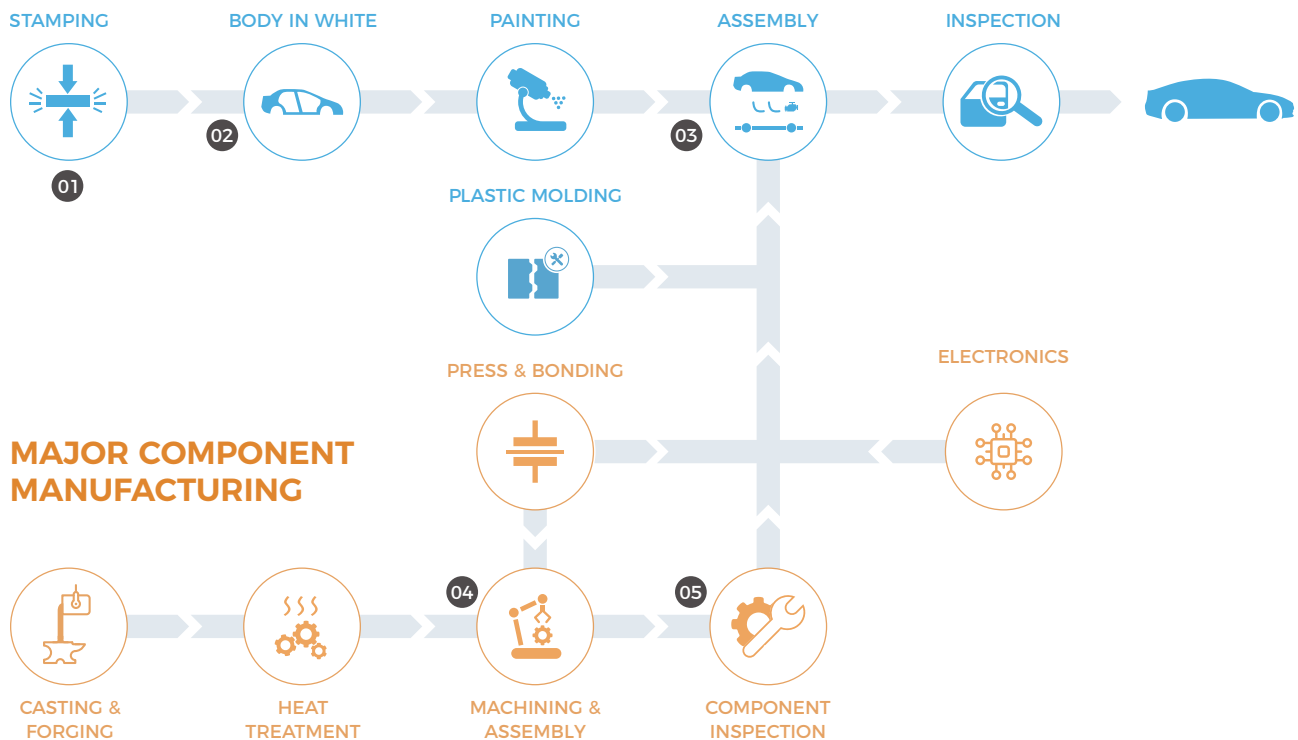 STAMPING
BODY IN WHITE
PAINTING
ASSEMBLY
INSPECTION
02
03
01
PLASTIC MOLDING
PRESS & BONDING
ELECTRONICS
MAJOR COMPONENT
MANUFACTURING
04
05
CASTING &
FORGING
HEAT
TREATMENT
MACHINING &
ASSEMBLY
COMPONENT
INSPECTION